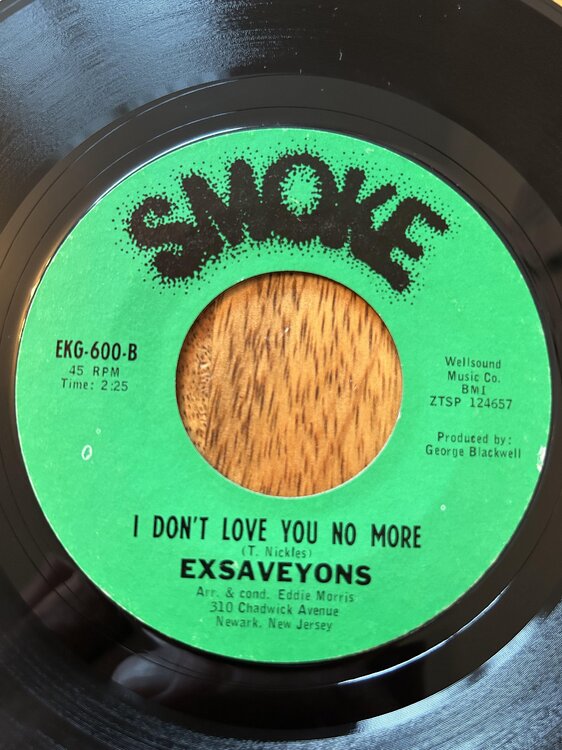 SMOKE
EKG-600-B
45 RPM
Time: 2:25
Wellsound
Music Co.
BMI
ZTSP 124657
Produced by:
George Blackwell
I DON'T LOVE YOU NO MORE
(T. Nickles)
EXSAVEYONS
Arr. & cond. Eddie Morris
310 Chadwick Avenue
Newark, New Jersey